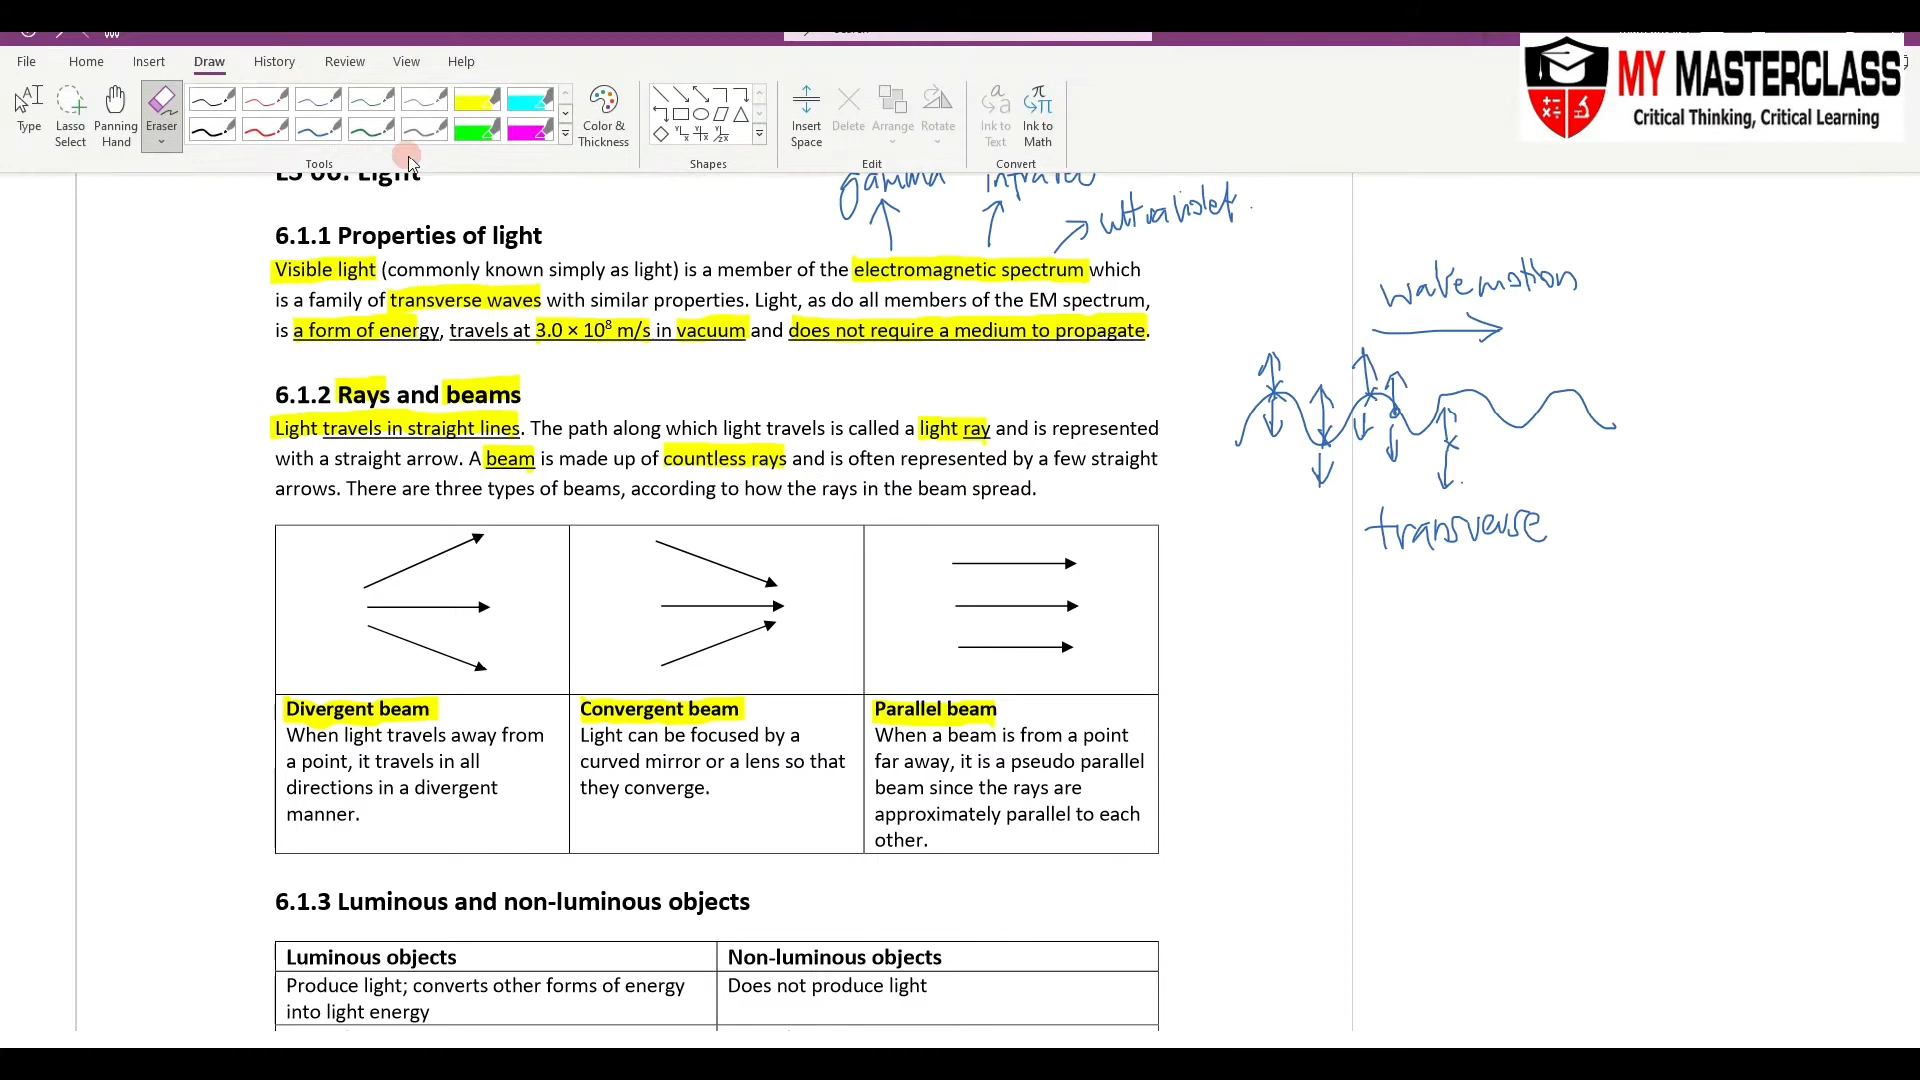 File Home Insert Draw History Review View Help
MY MASTERCLASS
Critical Thinking, Critical Learning
Type
Lasso Select
Panning Hand
Eraser
Color & Thickness
Insert Space
Delete
Arrange
Rotate
Ink to Text
Ink to Math
Tools
Shapes
Edit
Convert
Light
gamma
infrared
ultraviolet
6.1.1 Properties of light
Visible light (commonly known simply as light) is a member of the electromagnetic spectrum which
is a family of transverse waves with similar properties. Light, as do all members of the EM spectrum,
is a form of energy, travels at 3.0 × 10⁸ m/s in vacuum and does not require a medium to propagate.
wave motion
transverse
6.1.2 Rays and beams
Light travels in straight lines. The path along which light travels is called a light ray and is represented
with a straight arrow. A beam is made up of countless rays and is often represented by a few straight
arrows. There are three types of beams, according to how the rays in the beam spread.
Divergent beam
When light travels away from
a point, it travels in all
directions in a divergent
manner.
Convergent beam
Light can be focused by a
curved mirror or a lens so that
they converge.
Parallel beam
When a beam is from a point
far away, it is a pseudo parallel
beam since the rays are
approximately parallel to each
other.
6.1.3 Luminous and non-luminous objects
Luminous objects
Non-luminous objects
Produce light; converts other forms of energy
into light energy
Does not produce light